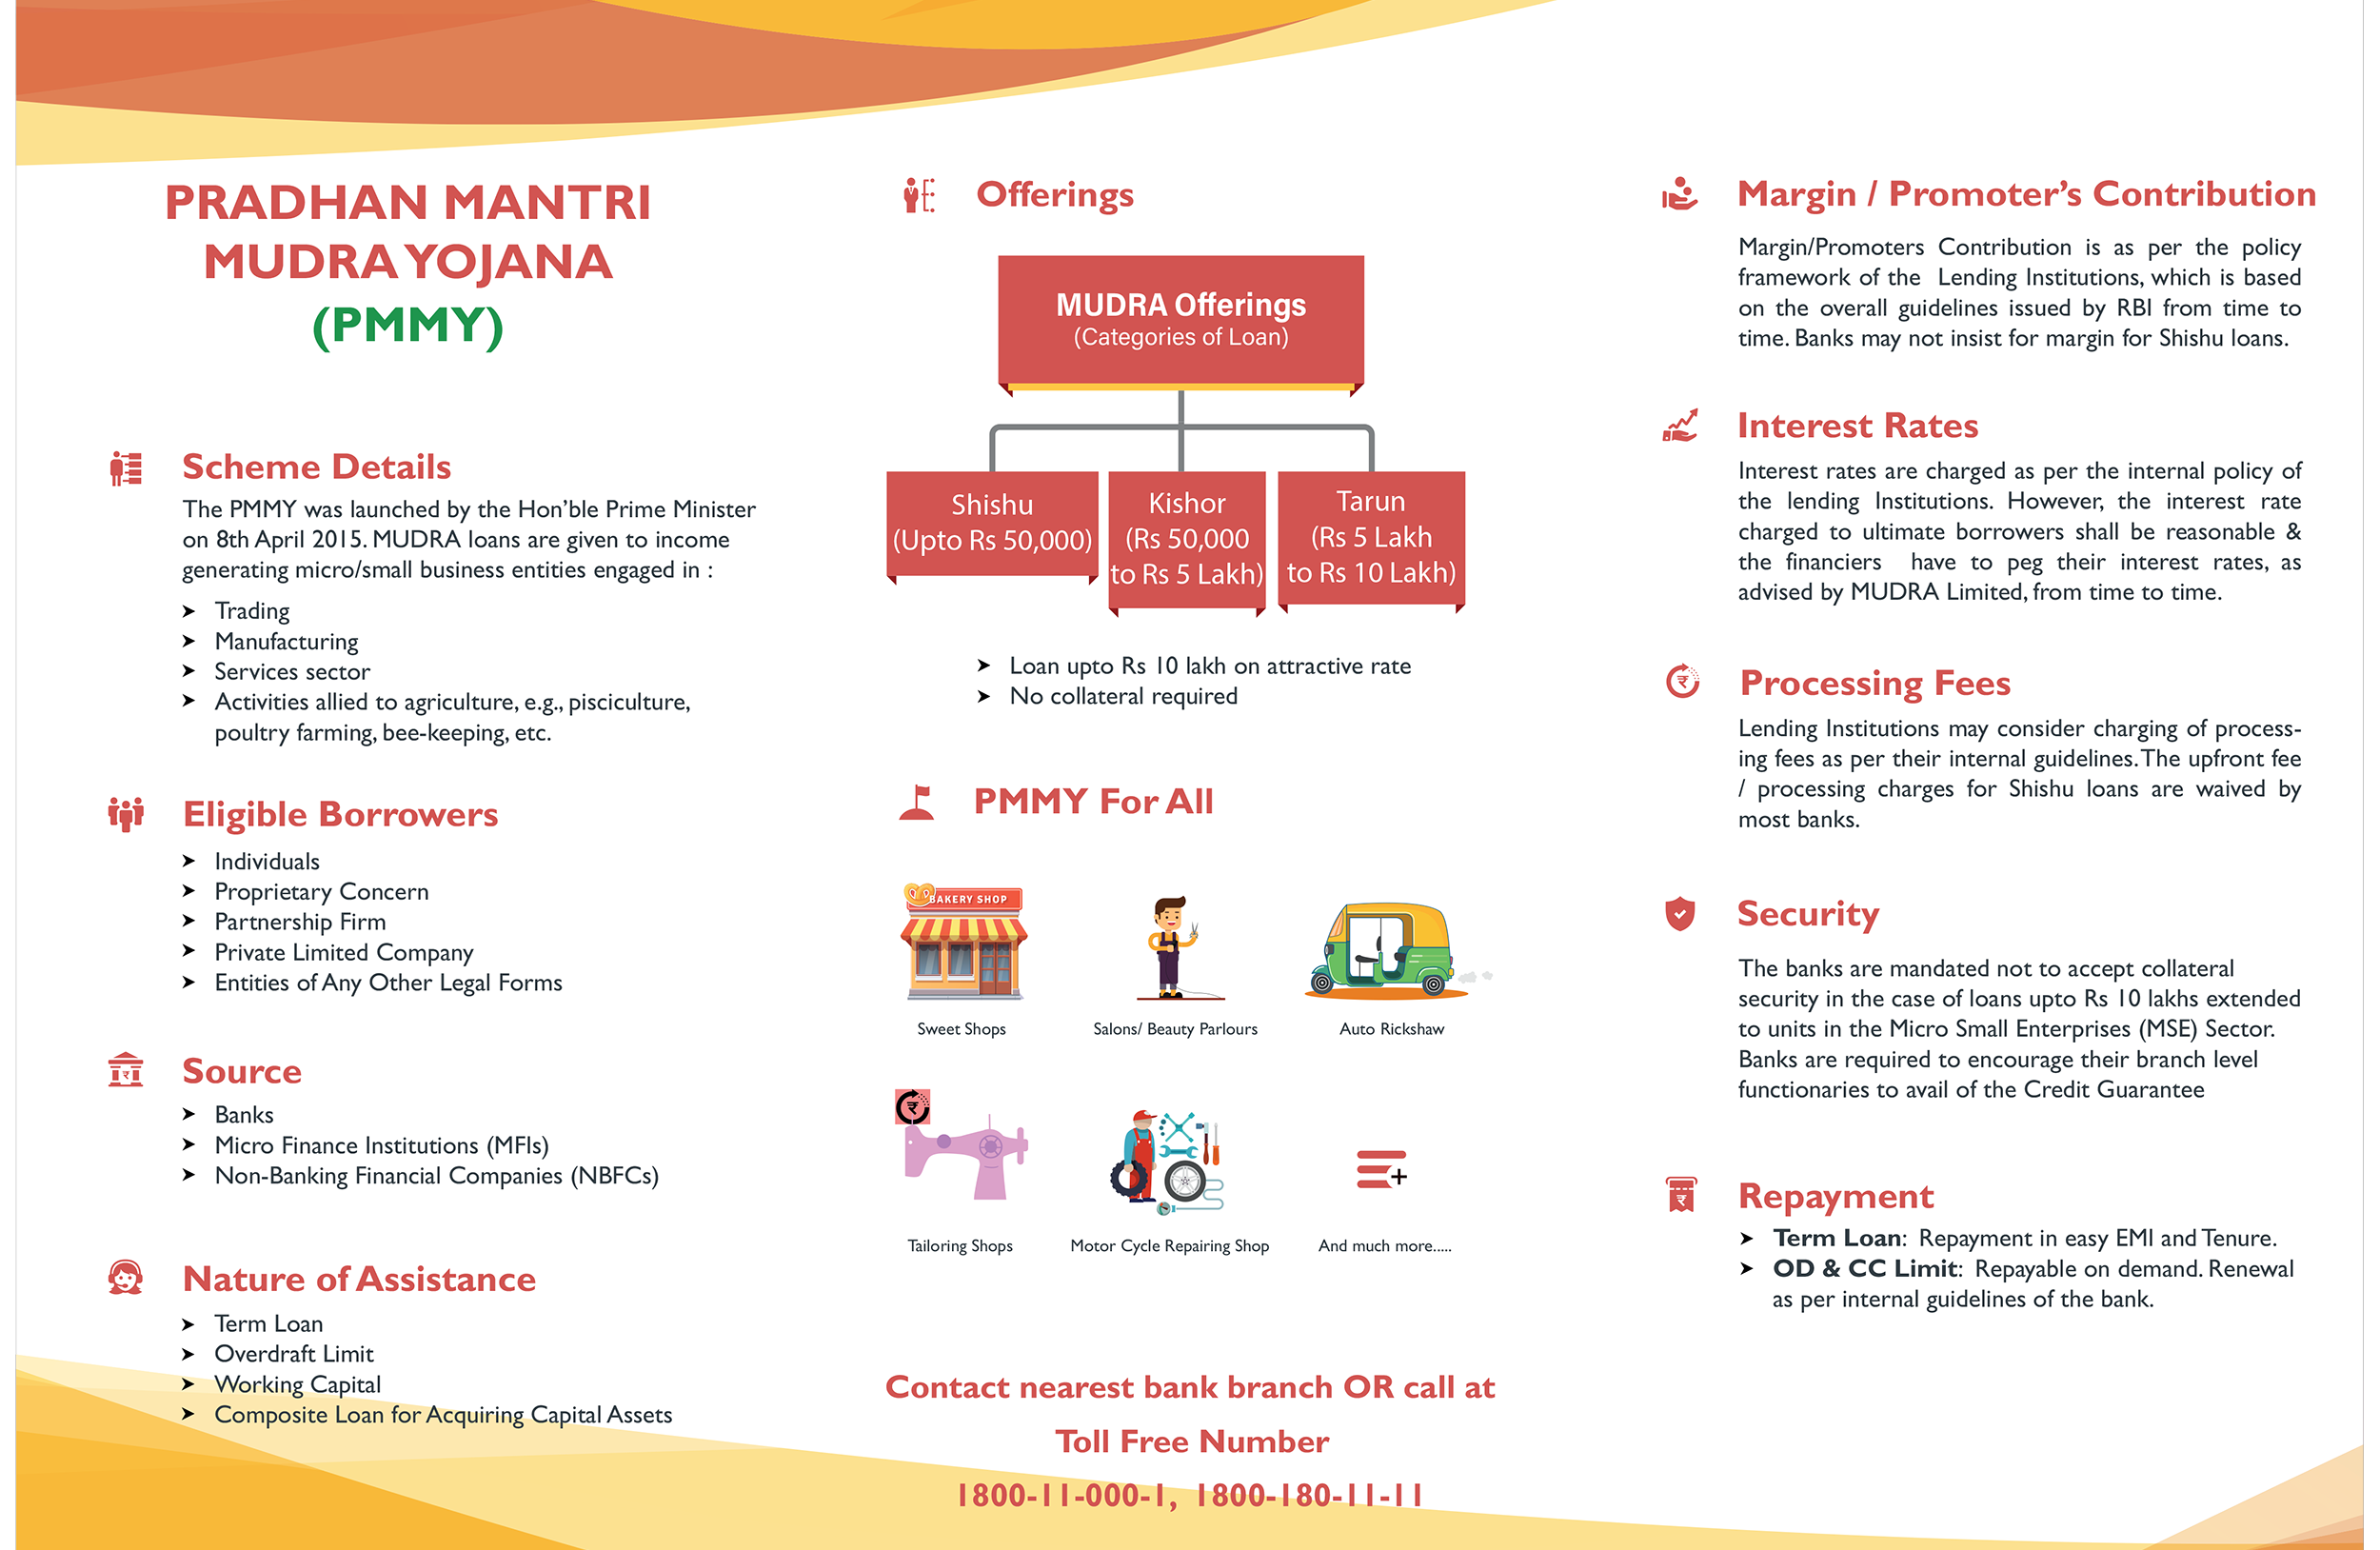 PRADHAN MANTRI
MUDRA YOJANA
(PMMY)
Scheme Details
The PMMY was launched by the Hon'ble Prime Minister
on 8th April 2015. MUDRA loans are given to income
generating micro/small business entities engaged in :
➤ Trading
➤ Manufacturing
➤ Services sector
➤ Activities allied to agriculture, e.g., pisciculture,
poultry farming, bee-keeping, etc.
Eligible Borrowers
➤ Individuals
➤ Proprietary Concern
➤ Partnership Firm
➤ Private Limited Company
➤ Entities of Any Other Legal Forms
Source
➤ Banks
➤ Micro Finance Institutions (MFIs)
➤ Non-Banking Financial Companies (NBFCs)
Nature of Assistance
➤ Term Loan
➤ Overdraft Limit
➤ Working Capital
➤ Composite Loan for Acquiring Capital Assets
Offerings
MUDRA Offerings
(Categories of Loan)
Shishu
(Upto Rs 50,000)
Kishor
(Rs 50,000
to Rs 5 Lakh)
Tarun
(Rs 5 Lakh
to Rs 10 Lakh)
➤ Loan upto Rs 10 lakh on attractive rate
➤ No collateral required
PMMY For All
BAKERY SHOP
Sweet Shops
Salons/ Beauty Parlours
Auto Rickshaw
₹
Tailoring Shops
Motor Cycle Repairing Shop
And much more.....
Contact nearest bank branch OR call at
Toll Free Number
1800-11-000-1, 1800-180-11-11
Margin / Promoter's Contribution
Margin/Promoters Contribution is as per the policy
framework of the Lending Institutions, which is based
on the overall guidelines issued by RBI from time to
time. Banks may not insist for margin for Shishu loans.
Interest Rates
Interest rates are charged as per the internal policy of
the lending Institutions. However, the interest rate
charged to ultimate borrowers shall be reasonable &
the financiers have to peg their interest rates, as
advised by MUDRA Limited, from time to time.
₹
Processing Fees
Lending Institutions may consider charging of process-
ing fees as per their internal guidelines. The upfront fee
/ processing charges for Shishu loans are waived by
most banks.
Security
The banks are mandated not to accept collateral
security in the case of loans upto Rs 10 lakhs extended
to units in the Micro Small Enterprises (MSE) Sector.
Banks are required to encourage their branch level
functionaries to avail of the Credit Guarantee
₹
Repayment
➤ Term Loan: Repayment in easy EMI and Tenure.
➤ OD & CC Limit: Repayable on demand. Renewal
as per internal guidelines of the bank.